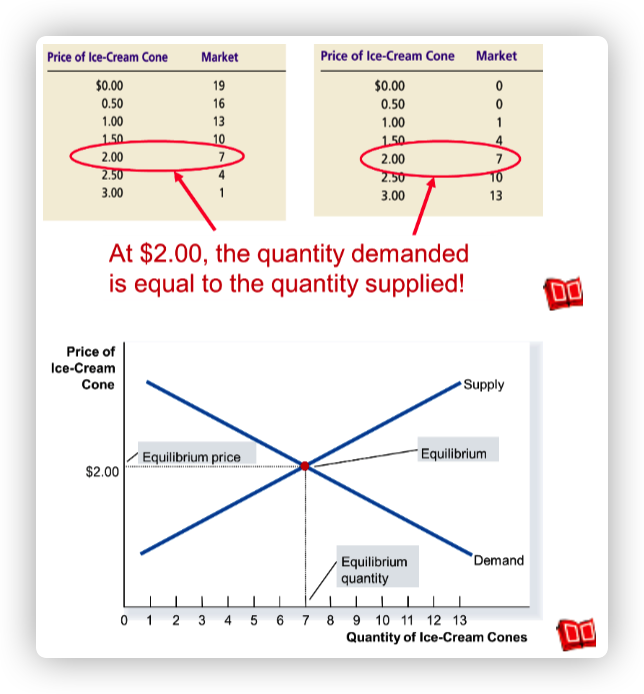 Price of Ice-Cream Cone Market
$0.00 19
0.50 16
1.00 13
1.50 10
2.00 7
2.50 4
3.00 1
Price of Ice-Cream Cone Market
$0.00 0
0.50 0
1.00 1
1.50 4
2.00 7
2.50 10
3.00 13
At $2.00, the quantity demanded
is equal to the quantity supplied!
Price of
Ice-Cream
Cone
Supply
Equilibrium price
Equilibrium
$2.00
Equilibrium
quantity
Demand
0 1 2 3 4 5 6 7 8 9 10 11 12 13
Quantity of Ice-Cream Cones